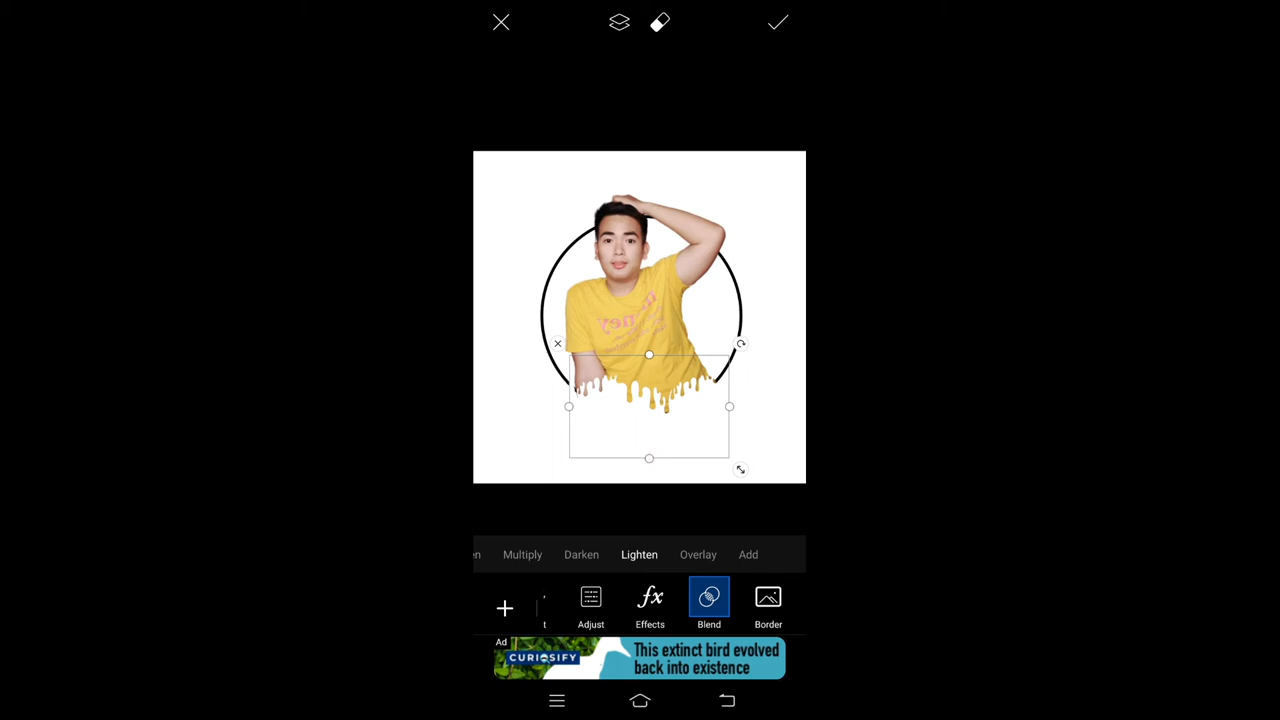 en
Multiply
Darken
Lighten
Overlay
Add
t
Adjust
fx
Effects
Blend
Border
Ad
CURIOSIFY
This extinct bird evolved
back into existence